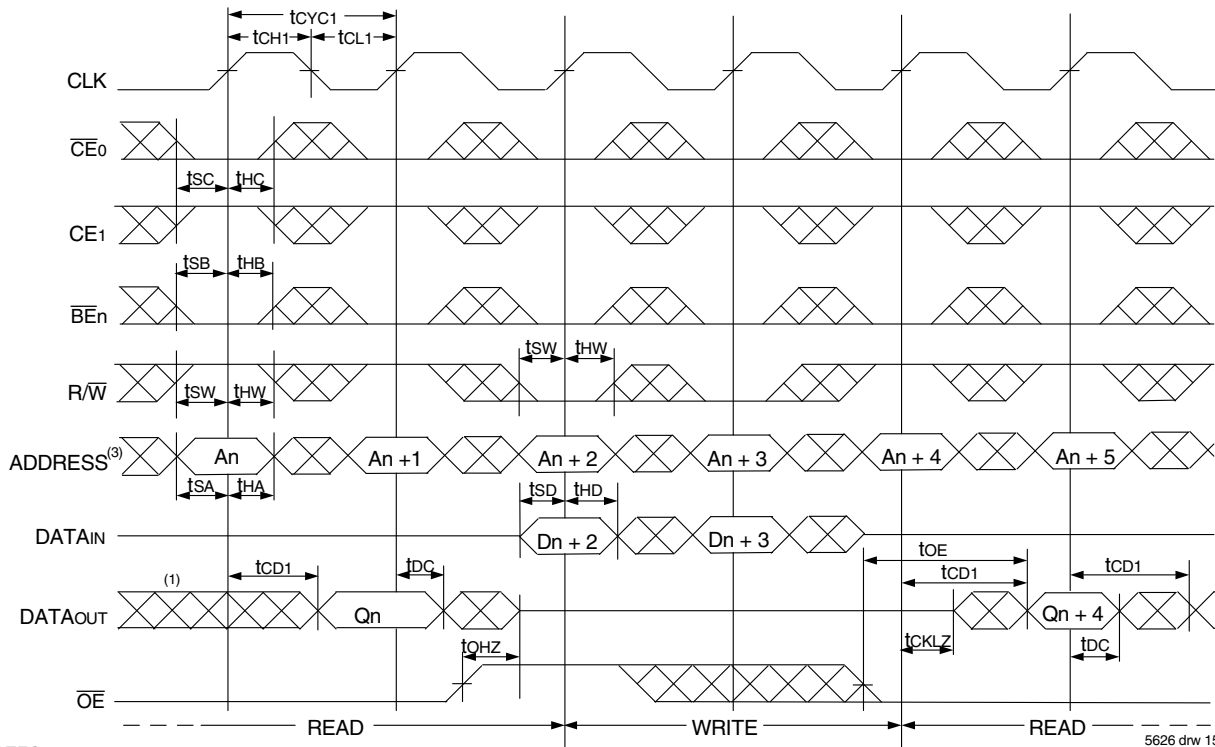 tCYC1
tCH1 tCL1
CLK
CE0
tSC tHC
CE1
tSB tHB
BEn
tSW tHW
R/W
tSW tHW
ADDRESS(3) An An +1 An + 2 An + 3 An + 4 An + 5
tSA tHA tSD tHD
DATAIN Dn + 2 Dn + 3
tOE
(1) tCD1 tDC tCD1 tCD1
DATAOUT Qn Qn + 4
tOHZ tCKLZ tDC
OE
READ WRITE READ
5626 drw 15